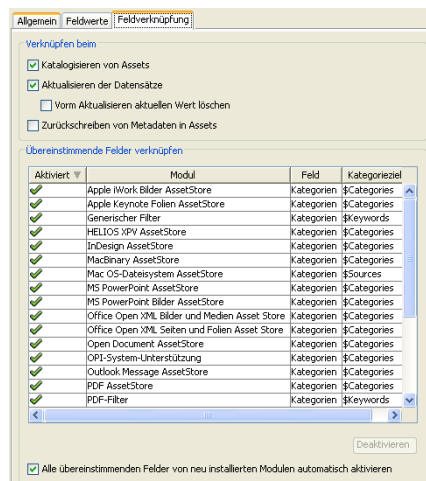 Allgemein Feldwerte Feldverknüpfung
Verknüpfen beim
Katalogisieren von Assets
Aktualisieren der Datensätze
Vorm Aktualisieren aktuellen Wert löschen
Zurückschreiben von Metadaten in Assets
Übereinstimmende Felder verknüpfen
Aktiviert Modul Feld Kategorieziel
Apple iWork Bilder AssetStore Kategorien $Categories
Apple Keynote Folien AssetStore Kategorien $Categories
Generischer Filter Kategorien $Keywords
HELIOS XPV AssetStore Kategorien $Categories
InDesign AssetStore Kategorien $Categories
MacBinary AssetStore Kategorien $Categories
Mac OS-Dateisystem AssetStore Kategorien $Sources
MS PowerPoint AssetStore Kategorien $Categories
MS PowerPoint Bilder AssetStore Kategorien $Categories
Office Open XML Bilder und Medien Asset Store Kategorien $Categories
Office Open XML Seiten und Folien Asset Store Kategorien $Categories
Open Document AssetStore Kategorien $Categories
OPI-System-Unterstützung Kategorien $Categories
Outlook Message AssetStore Kategorien $Categories
PDF AssetStore Kategorien $Categories
PDF-Filter Kategorien $Keywords
Deaktivieren
Alle übereinstimmenden Felder von neu installierten Modulen automatisch aktivieren